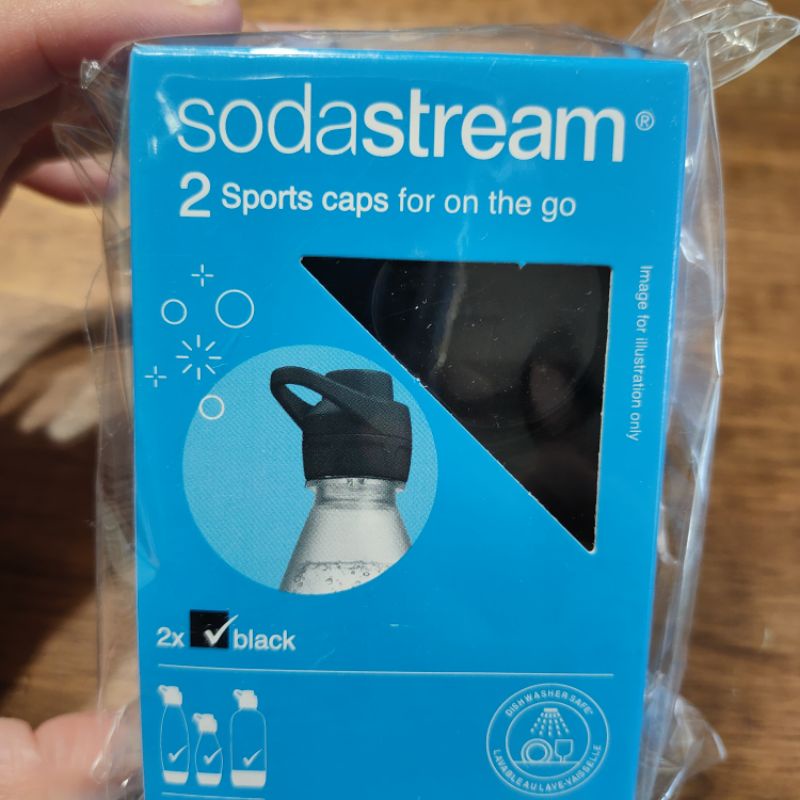 sodastream®
2 Sports caps for on the go
Image for illustration only
2x black
DISHWASHER SAFE*
LAVABLE AU LAVE-VAISSELLE